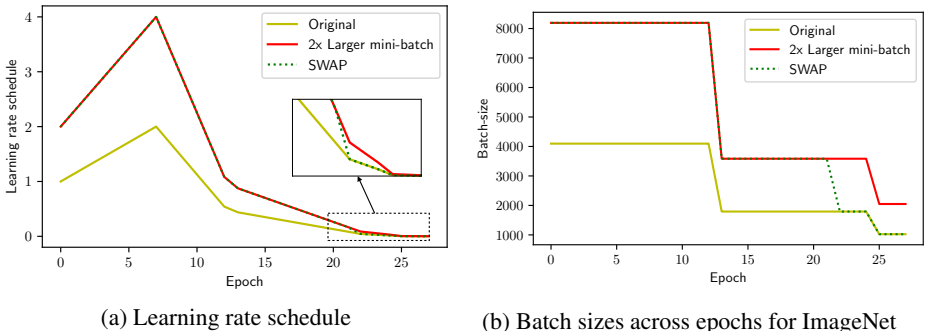 4
3
2
1
0
Learning rate schedule
0
5
10
15
20
25
Epoch
Original
2x Larger mini-batch
SWAP
(a) Learning rate schedule
8000
7000
6000
5000
4000
3000
2000
1000
Batch-size
0
5
10
15
20
25
Epoch
Original
2x Larger mini-batch
SWAP
(b) Batch sizes across epochs for ImageNet